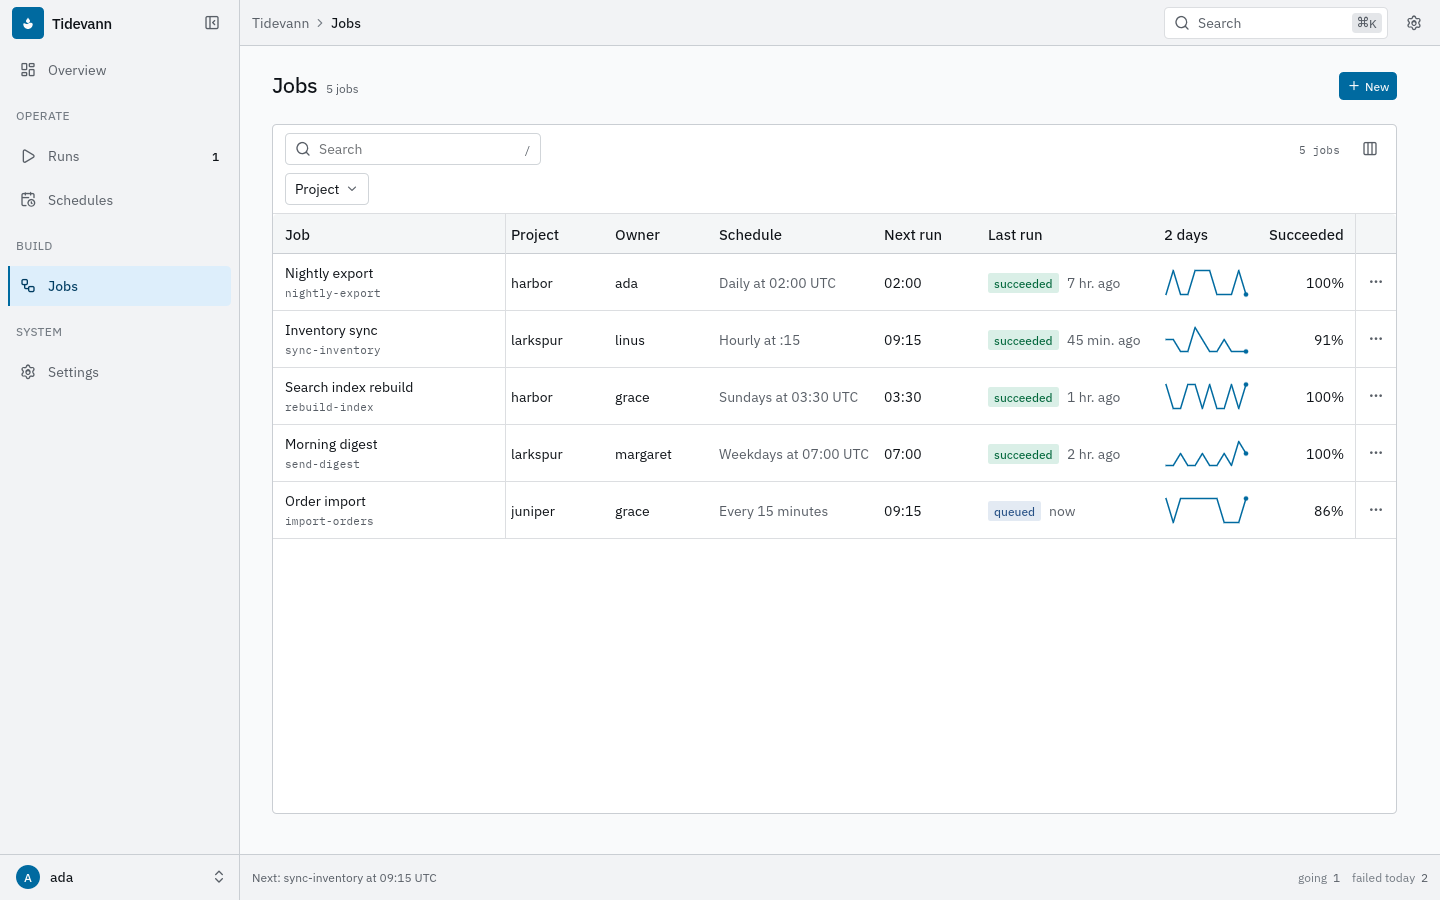 Tidevann
Tidevann > Jobs
Search ⌘K
Overview
OPERATE
Runs 1
Schedules
BUILD
Jobs
SYSTEM
Settings
Jobs 5 jobs
+ New
Search /
5 jobs
Project
Job Project Owner Schedule Next run Last run 2 days Succeeded
Nightly export
nightly-export
harbor ada Daily at 02:00 UTC 02:00 succeeded 7 hr. ago 100% ···
Inventory sync
sync-inventory
larkspur linus Hourly at :15 09:15 succeeded 45 min. ago 91% ···
Search index rebuild
rebuild-index
harbor grace Sundays at 03:30 UTC 03:30 succeeded 1 hr. ago 100% ···
Morning digest
send-digest
larkspur margaret Weekdays at 07:00 UTC 07:00 succeeded 2 hr. ago 100% ···
Order import
import-orders
juniper grace Every 15 minutes 09:15 queued now 86% ···
A ada
Next: sync-inventory at 09:15 UTC
going 1 failed today 2